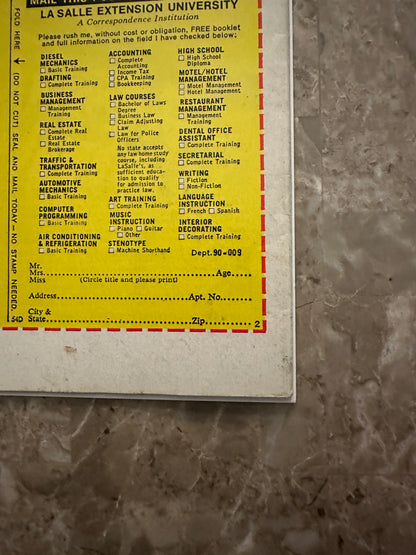 MAIL THIS
LA SALLE EXTENSION UNIVERSITY
A Correspondence Institution
Please rush me, without cost or obligation, FREE booklet
and full information on the field I have checked below:
DIESEL
MECHANICS
Basic Training
DRAFTING
Complete Training
BUSINESS
MANAGEMENT
Management
Training
REAL ESTATE
Complete Real
Estate
Real Estate
Brokerage
TRAFFIC &
TRANSPORTATION
Complete Training
AUTOMOTIVE
MECHANICS
Basic Training
COMPUTER
PROGRAMMING
Basic Training
AIR CONDITIONING
& REFRIGERATION
Basic Training
ACCOUNTING
Complete
Accounting
Income Tax
CPA Training
Bookkeeping
LAW COURSES
Bachelor of Laws
Degree
Business Law
Claim Adjusting
Law
Law for Police
Officers
No state accepts
any law home study
course, including
LaSalle's, as
sufficient educa-
tion to qualify
for admission to
practice law.
ART TRAINING
Complete Training
MUSIC
INSTRUCTION
Piano Guitar
Other
STENOTYPE
Machine Shorthand
HIGH SCHOOL
High School
Diploma
MOTEL/HOTEL
MANAGEMENT
Motel Management
Hotel Management
RESTAURANT
MANAGEMENT
Management
Training
DENTAL OFFICE
ASSISTANT
Complete Training
SECRETARIAL
Complete Training
WRITING
Fiction
Non-Fiction
LANGUAGE
INSTRUCTION
French Spanish
INTERIOR
DECORATING
Complete Training
Dept. 90-009
Mr.
Mrs. Age
Miss (Circle title and please print)
Address Apt. No.
City &
State Zip
54D
2
FOLD HERE (DO NOT CUT) SEAL AND MAIL TODAY — NO STAMP NEEDED.